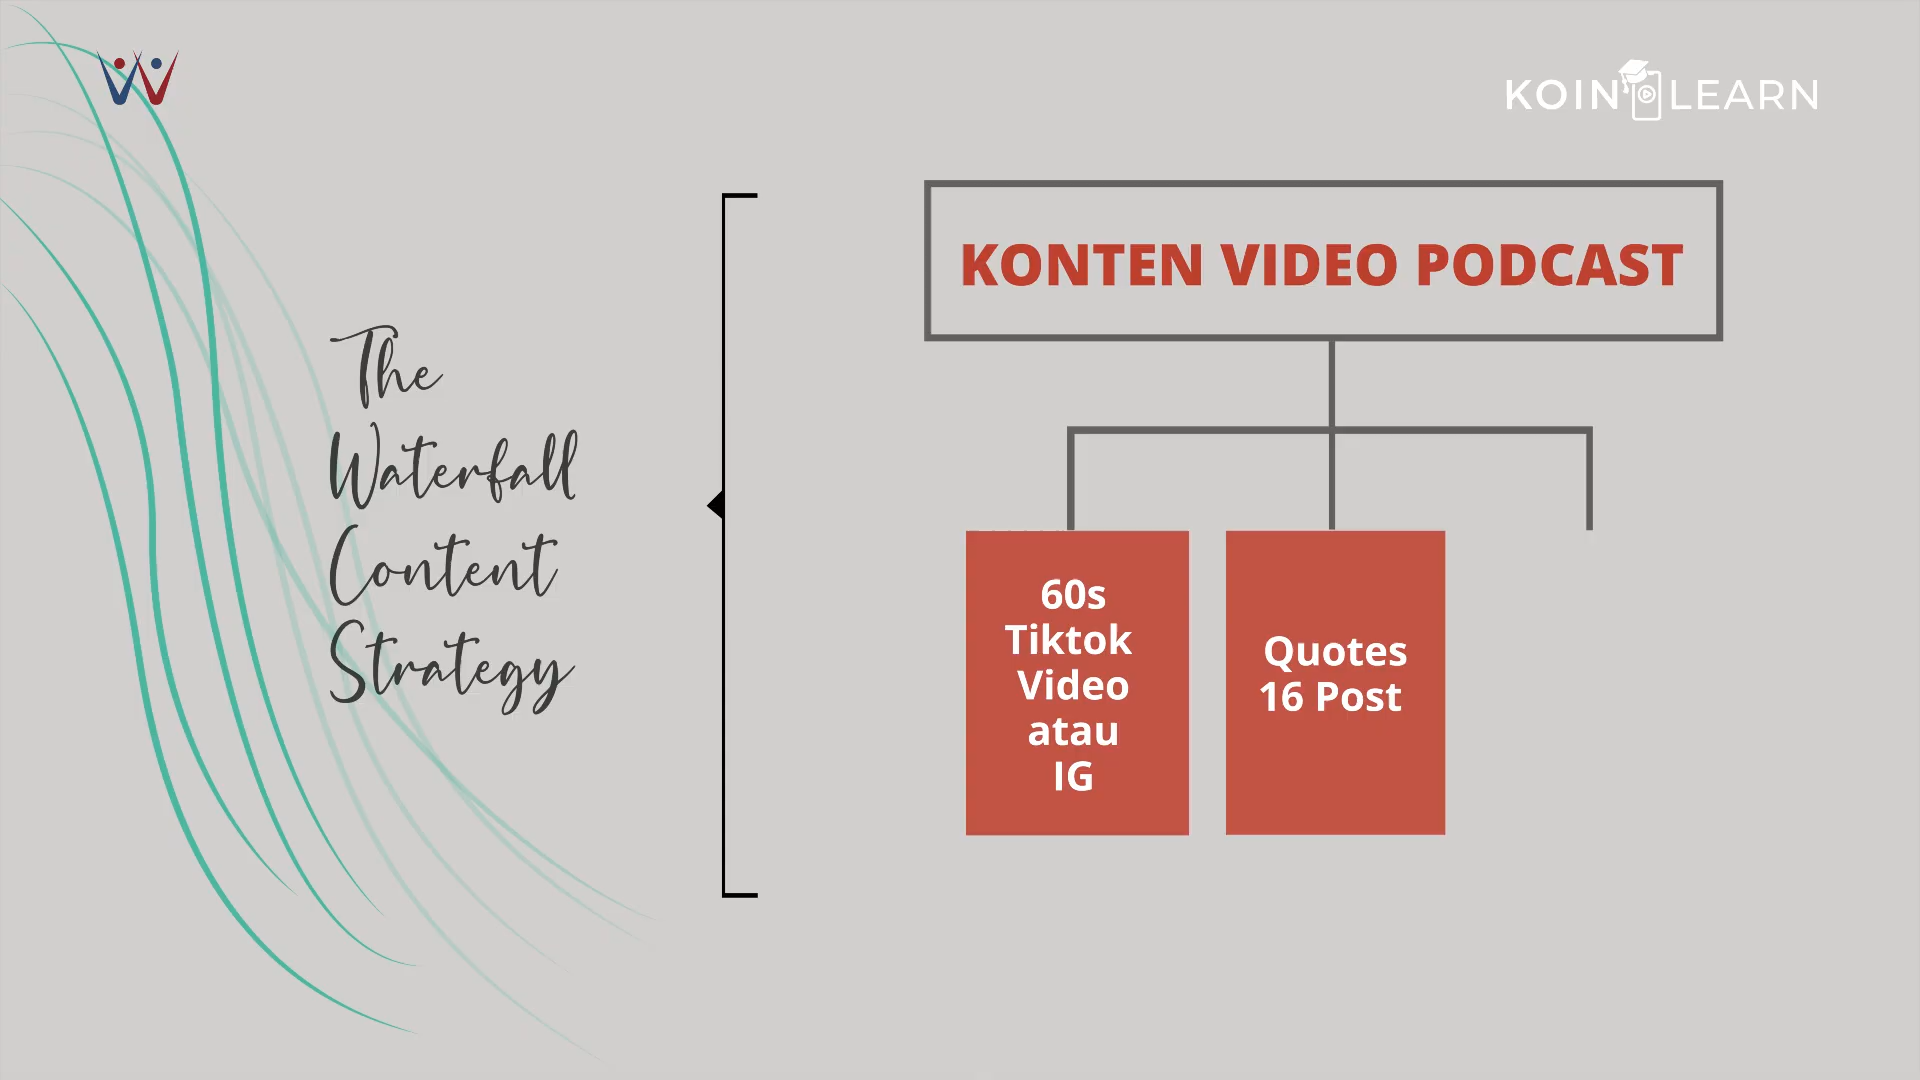 KOIN LEARN
The
Waterfall
Content
Strategy
KONTEN VIDEO PODCAST
60s
Tiktok
Video
atau
IG
Quotes
16 Post